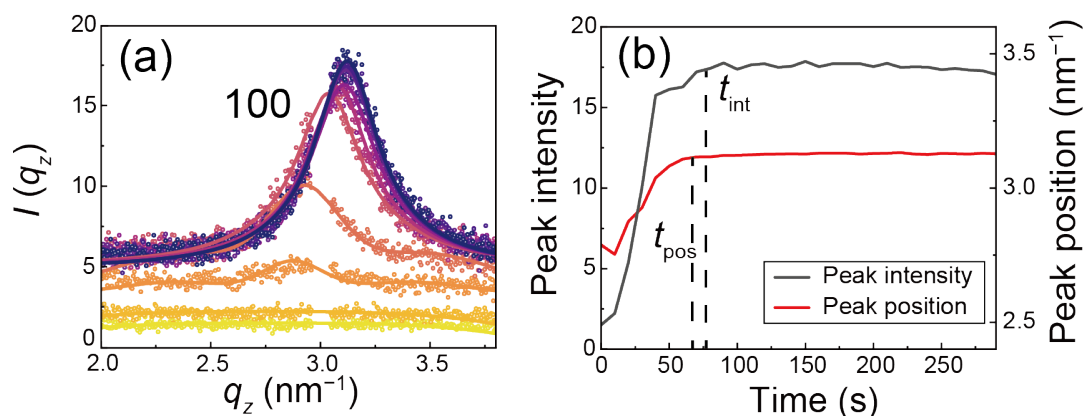 (a)
100
I (qz)
20
15
10
5
0
2.0 2.5 3.0 3.5
qz (nm⁻¹)
(b)
Peak intensity
20
15
10
5
0
tint
tpos
Peak intensity
Peak position
0 50 100 150 200 250
Time (s)
3.5
3.0
2.5
Peak position (nm⁻¹)